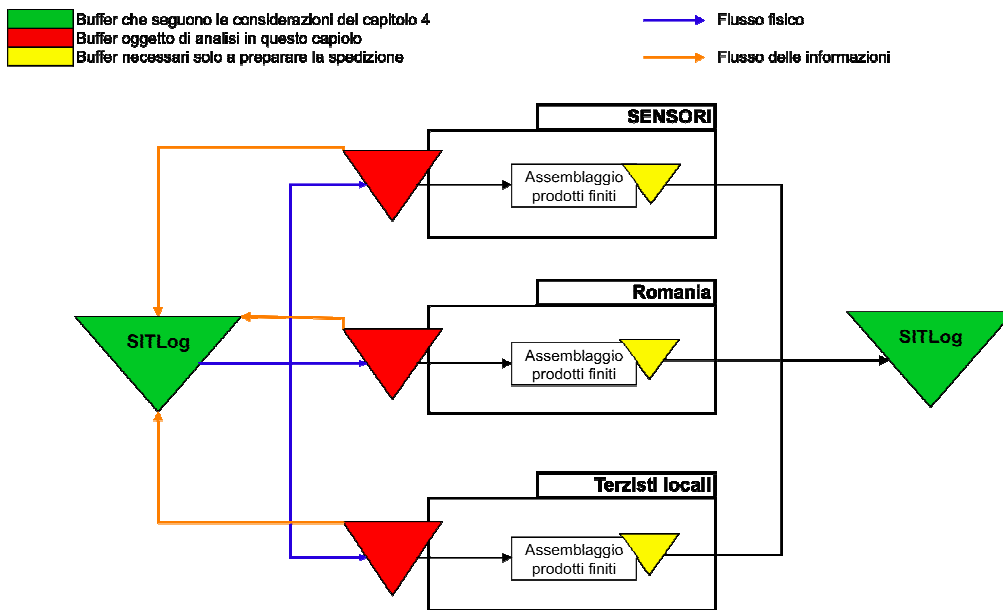 Buffer che seguono le considerazioni del capitolo 4
Buffer oggetto di analisi in questo capiolo
Buffer necessari solo a preparare la spedizione
Flusso fisico
Flusso delle informazioni
SENSORI
Assemblaggio
prodotti finiti
Romania
SITLog
Assemblaggio
prodotti finiti
SITLog
Terzisti locali
Assemblaggio
prodotti finiti